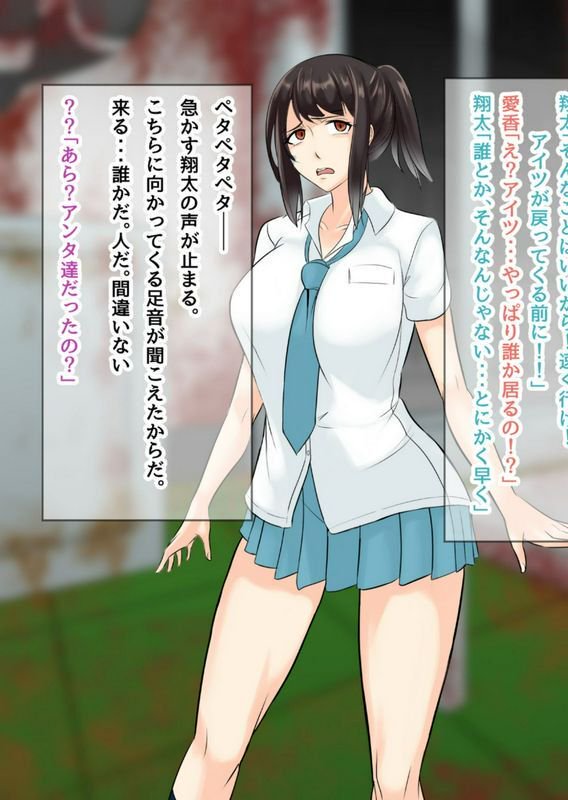 翔太「そんなことはいいから！速く行け！
アイツが戻ってくる前に！！」
愛香「え？アイツ・・・やっぱり誰か居るの！？」
翔太「誰とか、そんなんじゃない・・・とにかく早く」
ペタペタペタ――
急かす翔太の声が止まる。
こちらに向かってくる足音が聞こえたからだ。
来る・・・誰かだ。人だ。間違いない
？？「あら？アンタ達だったの？」